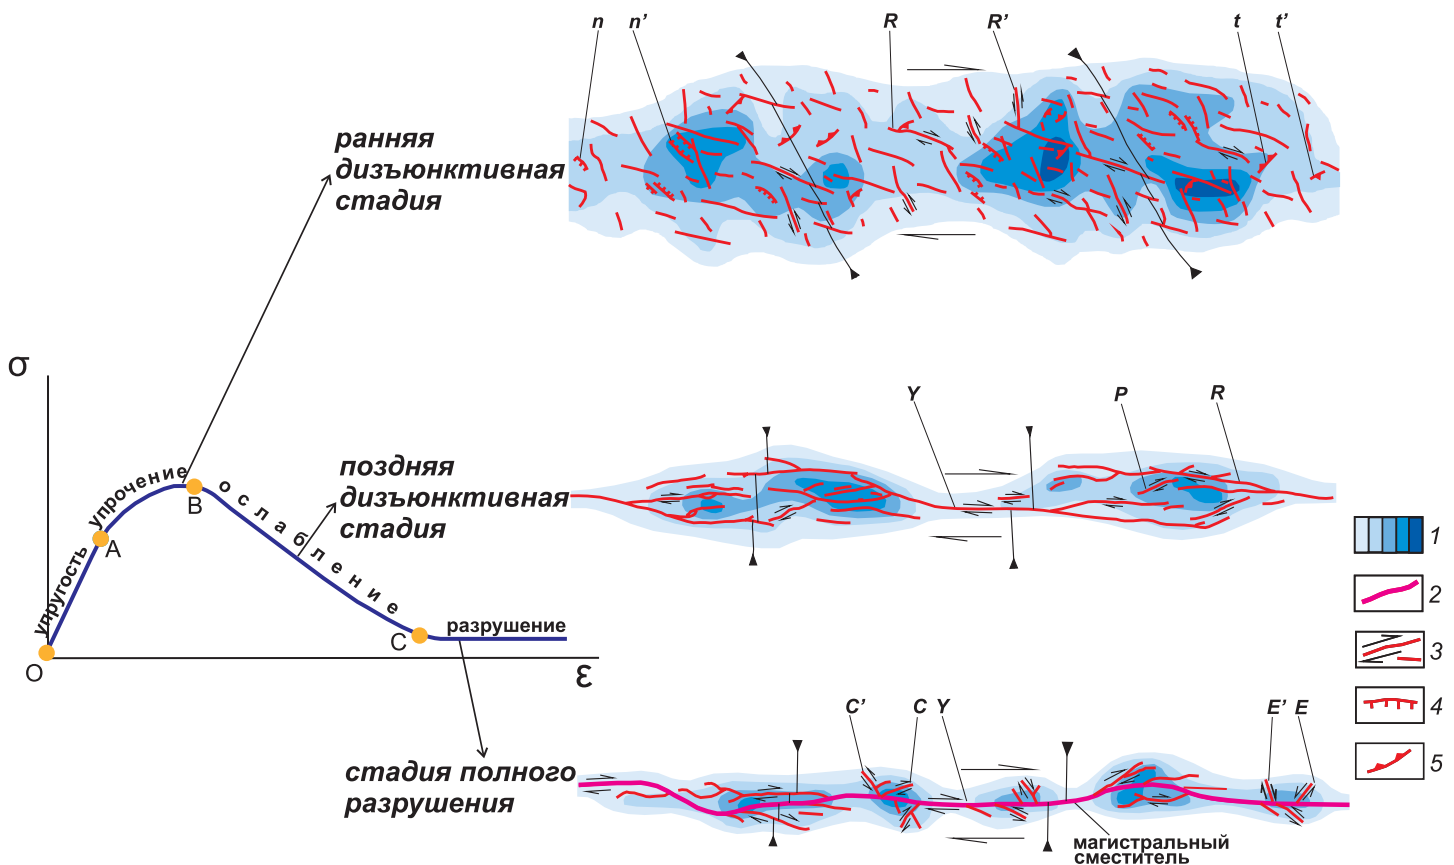 n n’ R R’ t t’
ранняя
дизъюнктивная
стадия
σ
Y P R
поздняя
дизъюнктивная
стадия
упругость
упрочение
ослабление
разрушение
O
A
B
C
ε
1
2
3
4
5
C’ C Y E’ E
стадия полного
разрушения
магистральный
сместитель